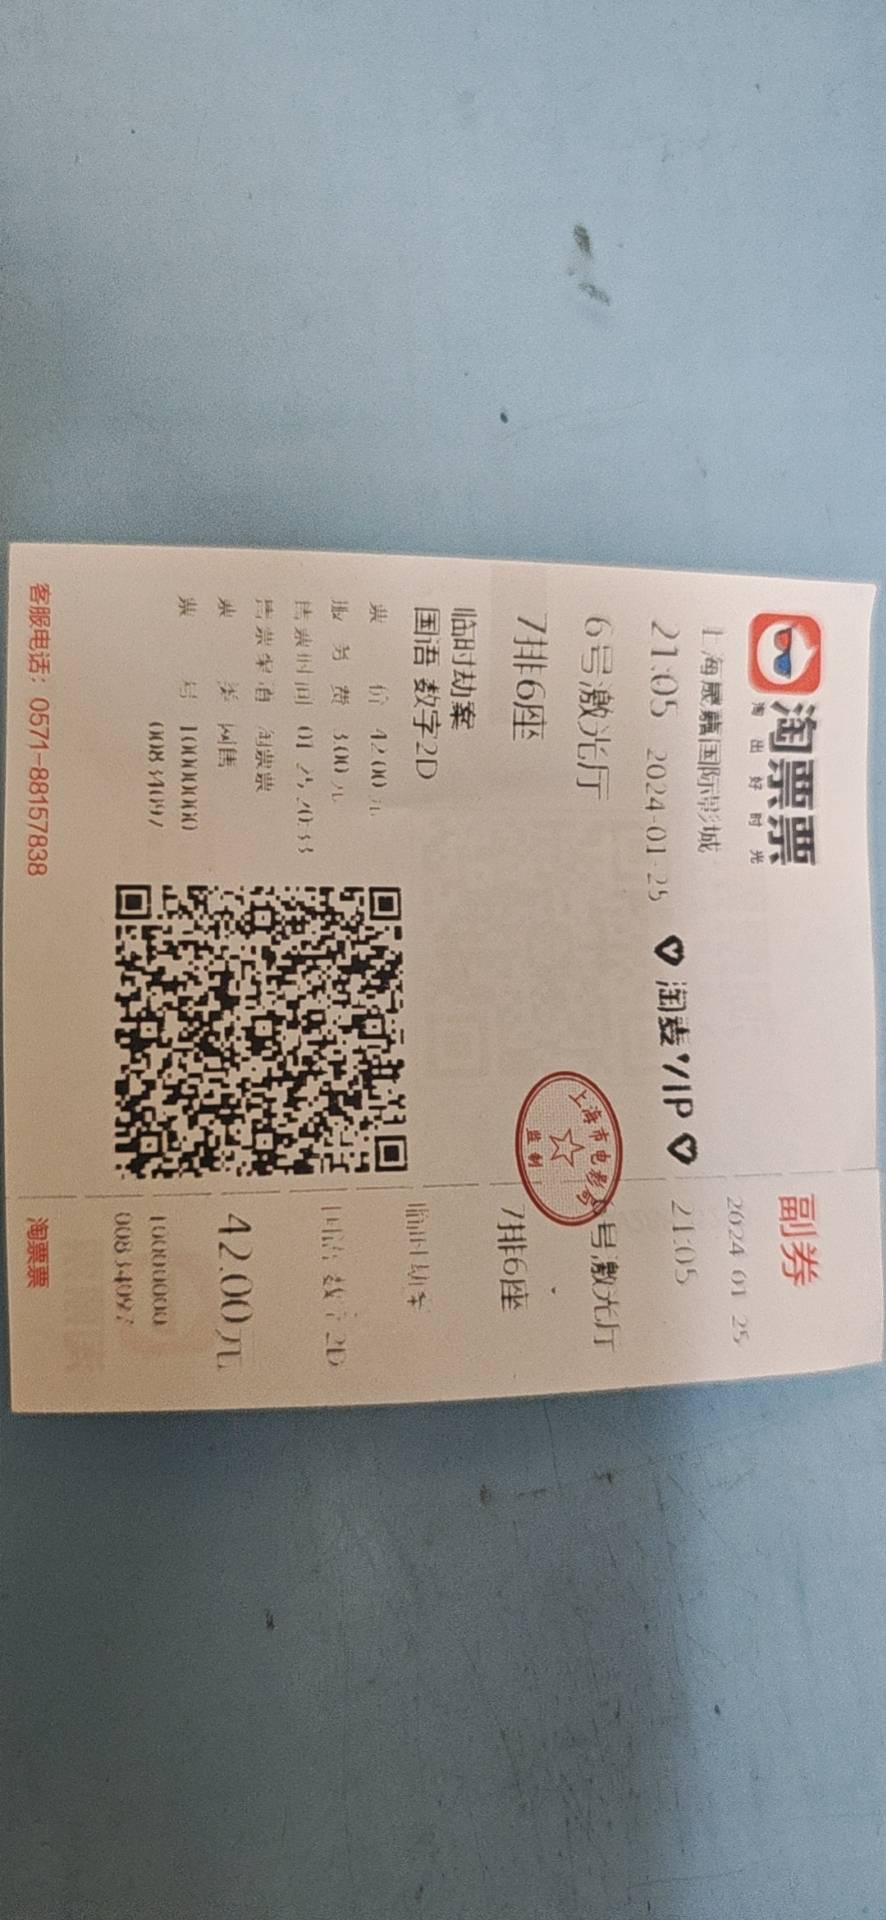 淘票票
淘出好时光
上海晟嘉国际影城
21:05 2024-01-25 淘麦VIP
6号激光厅
7排6座
临时劫案
国语 数字2D
票价 42.00元
服务费 3.00元
售票时间 01-25 20:33
售票渠道 淘票票
票类 网售
票号 10000000
00834097
客服电话：0571-88157838
上海市电影
监制
副券
2024-01-25
21:05
号激光厅
7排6座
临时劫案
国语 数字2D
42.00元
10000000
00834097
淘票票